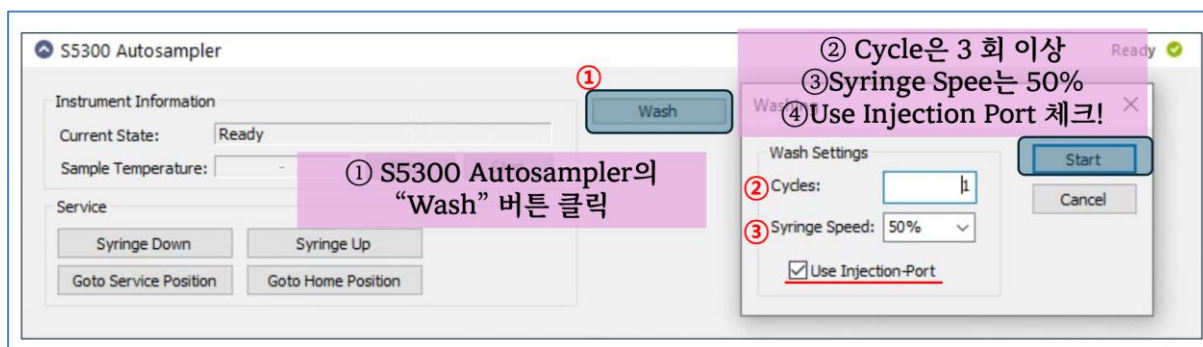 S5300 Autosampler
② Cycle은 3 회 이상
Ready
③Syringe Spee는 50%
④Use Injection Port 체크!
①
Instrument Information
Wash
Current State: Ready
Sample Temperature: -
① S5300 Autosampler의
“Wash” 버튼 클릭
Service
Syringe Down
Syringe Up
Goto Service Position
Goto Home Position
Wash Settings
Start
② Cycles: 1
Cancel
③ Syringe Speed: 50%
Use Injection-Port